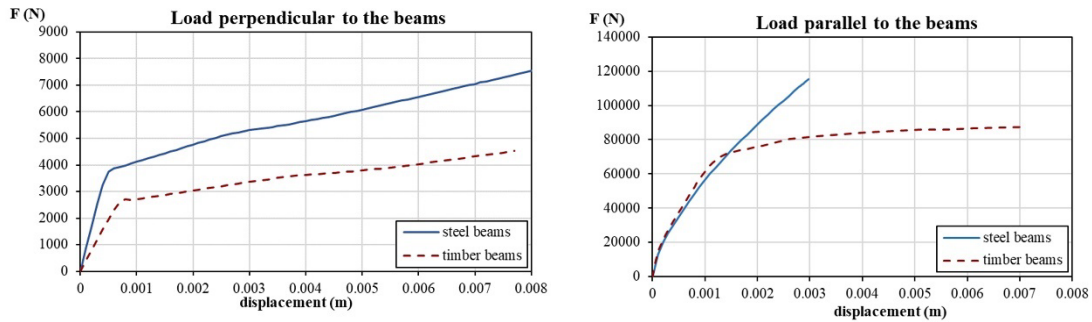 F (N)
Load perpendicular to the beams
9000
8000
7000
6000
5000
4000
3000
2000
1000
0
0 0.001 0.002 0.003 0.004 0.005 0.006 0.007 0.008
displacement (m)
steel beams
timber beams
F (N)
Load parallel to the beams
140000
120000
100000
80000
60000
40000
20000
0
0 0.001 0.002 0.003 0.004 0.005 0.006 0.007 0.008
displacement (m)
steel beams
timber beams